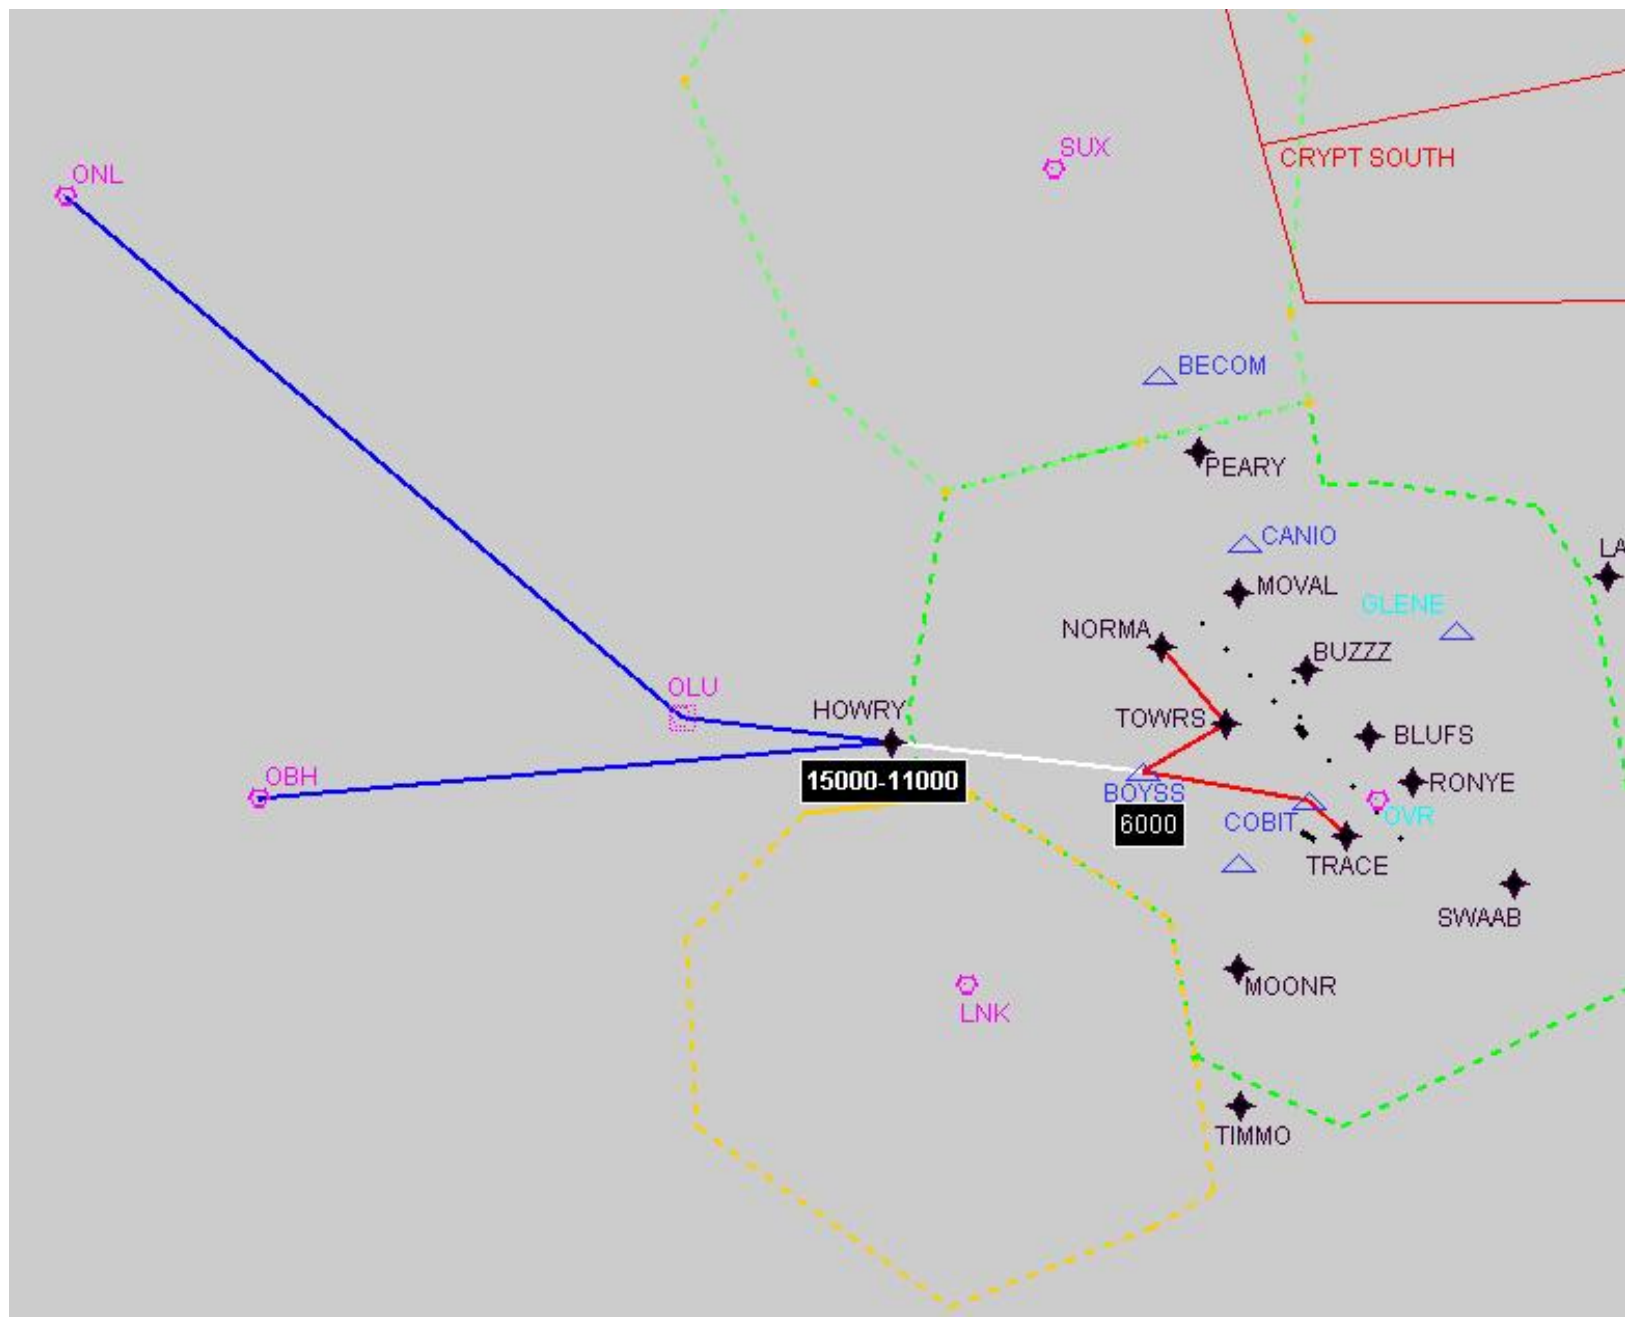 SUX
CRYPT SOUTH
ONL
BECOM
PEARY
CANIO
LA
MOVAL
GLENE
NORMA
BUZZZ
OLU
HOWRY
TOWRS
BLUFS
OBH
15000-11000
BOYSS
RONYE
6000
COBIT
OVR
TRACE
SWAAB
MOONR
LNK
TIMMO